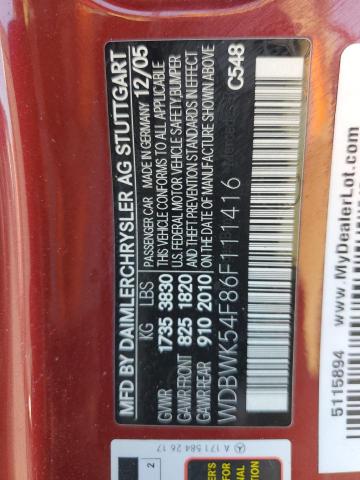 MFD BY DAIMLERCHRYSLER AG STUTTGART
PASSENGER CAR MADE IN GERMANY 12/05
KG LBS
GVWR 1735 3830
GAWR/FRONT 825 1820
GAWR/REAR 910 2010
THIS VEHICLE CONFORMS TO ALL APPLICABLE
U.S. FEDERAL MOTOR VEHICLE SAFETY, BUMPER
AND THEFT PREVENTION STANDARDS IN EFFECT
ON THE DATE OF MANUFACTURE SHOWN ABOVE
WDBWK54F86F111416
C548
A 171 584 26 17
2
5115894
www.DealerLot.com